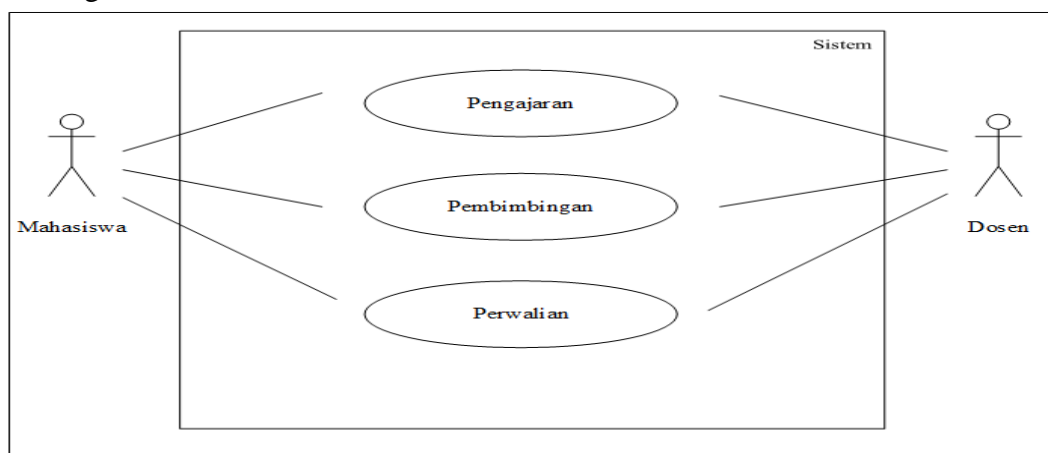 Sistem
Pengajaran
Pembimbingan
Mahasiswa
Dosen
Perwalian